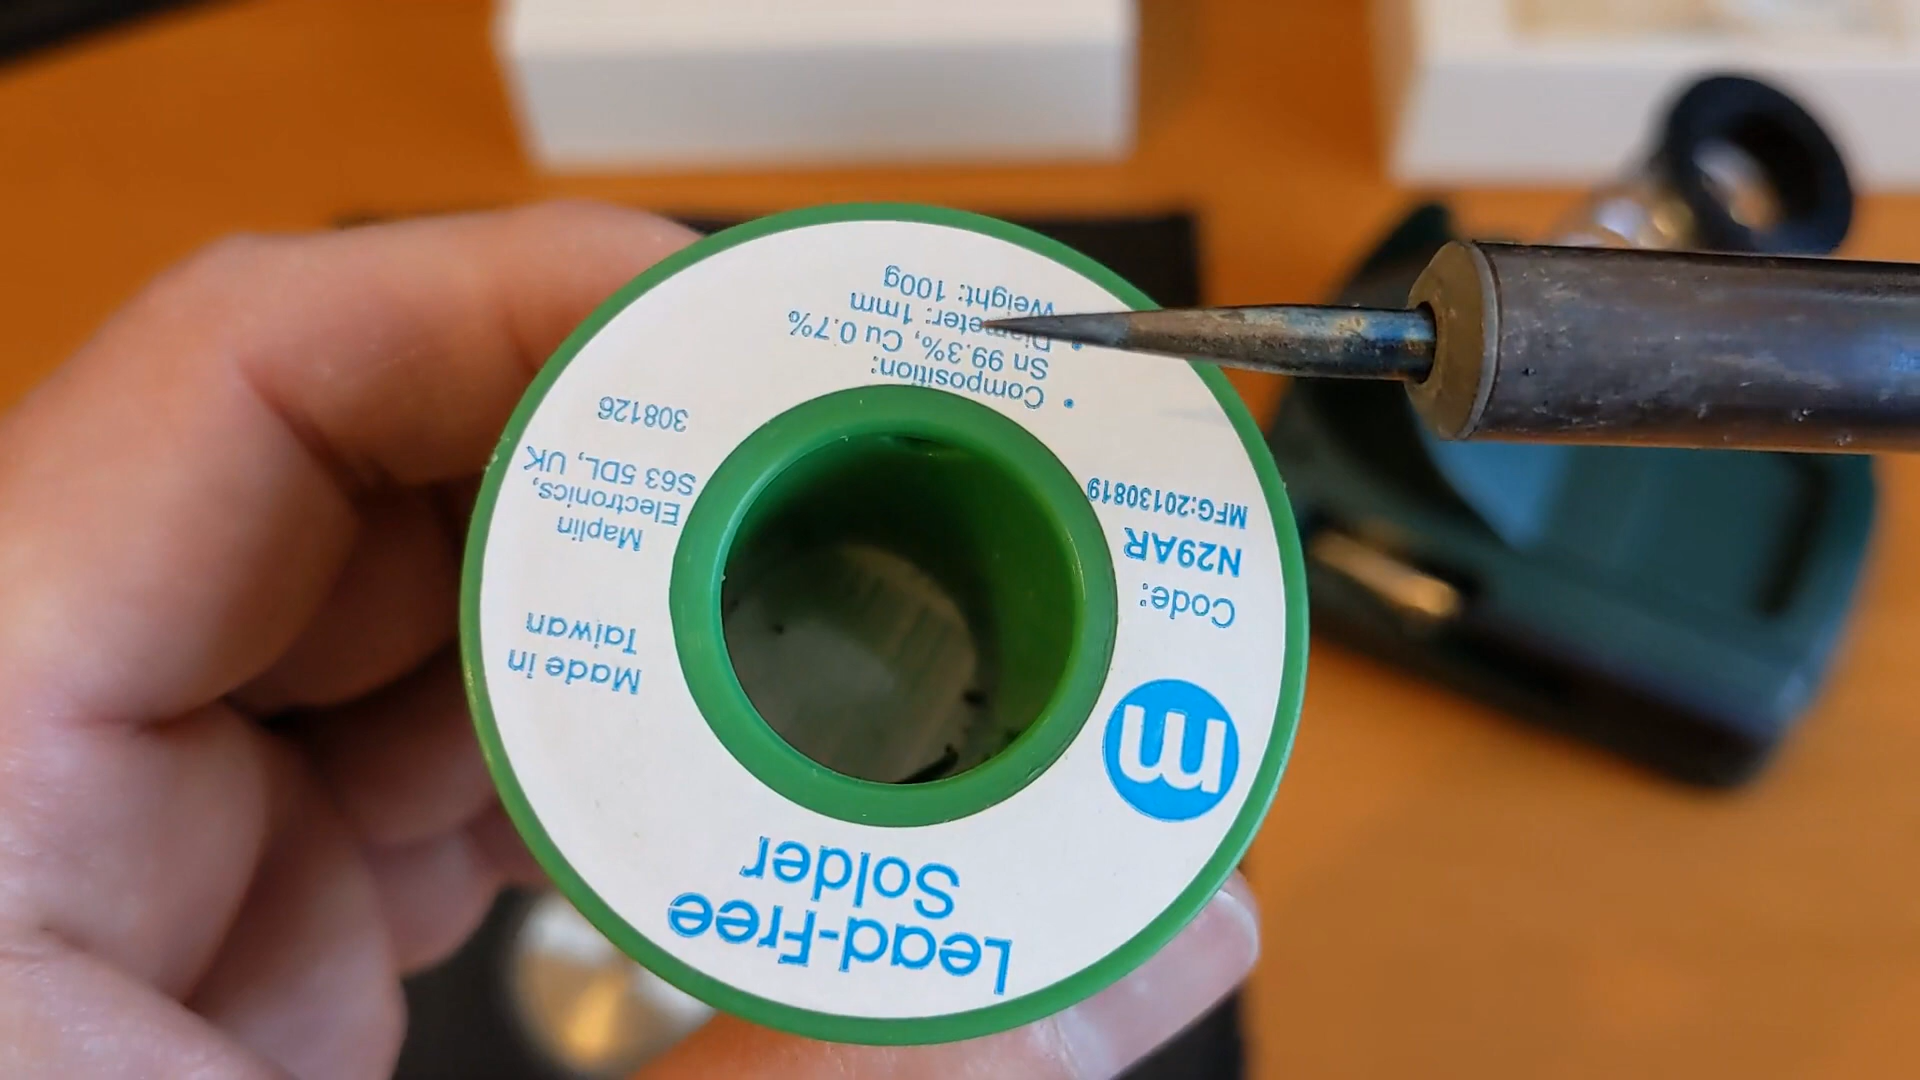 Lead-Free
Solder
m
Code:
N29AR
MFG:20130819
• Composition:
Sn 99.3%, Cu 0.7%
• Diameter: 1mm
Weight: 100g
308126
Maplin
Electronics,
S63 5DL, UK
Made in
Taiwan